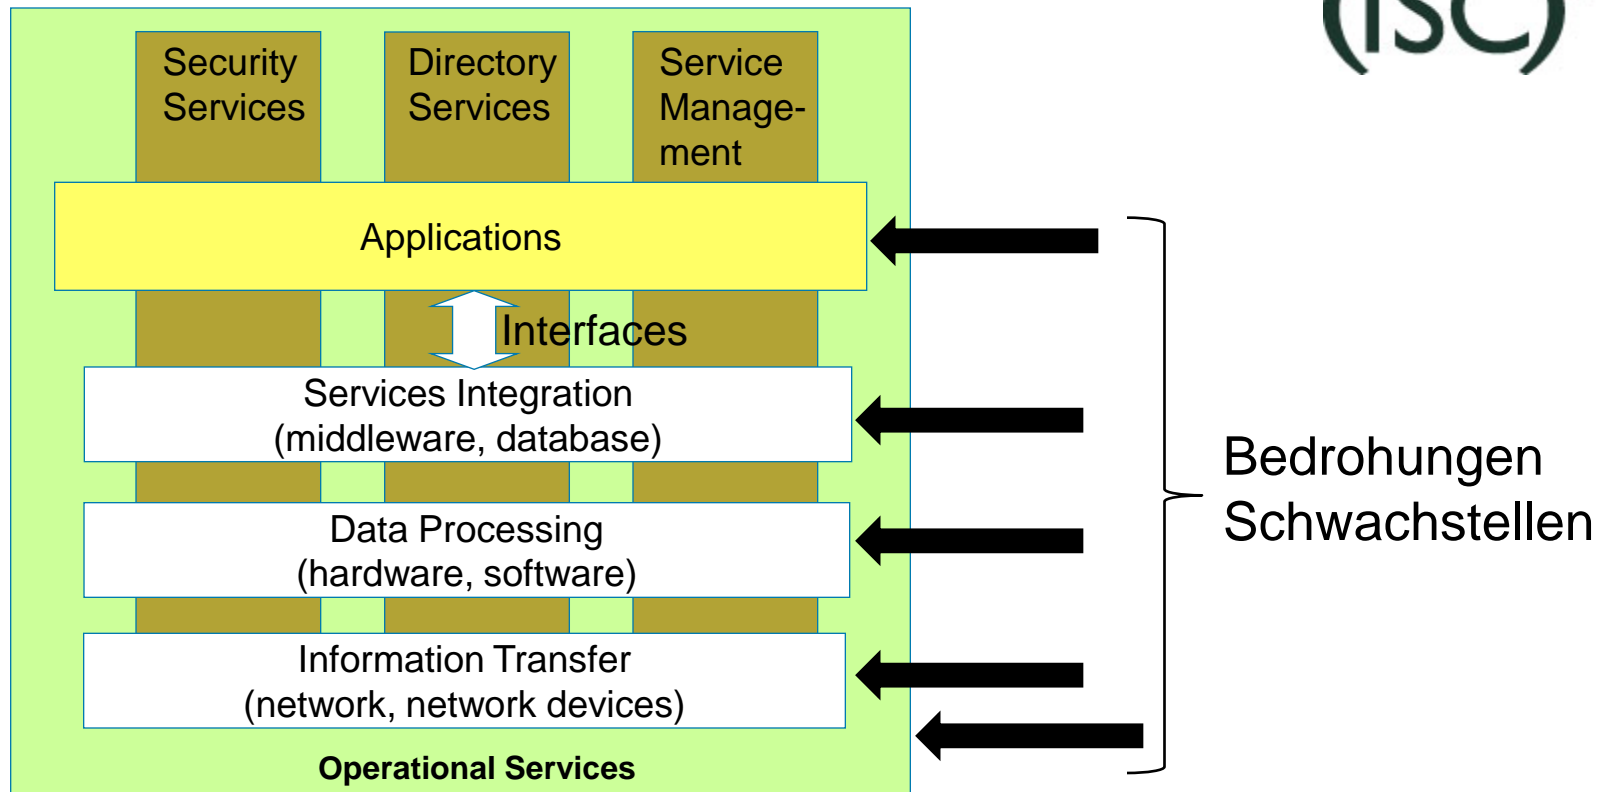 (ISC)
Security
Services
Directory
Services
Service
Manage-
ment
Applications
Interfaces
Services Integration
(middleware, database)
Data Processing
(hardware, software)
Information Transfer
(network, network devices)
Operational Services
Bedrohungen
Schwachstellen